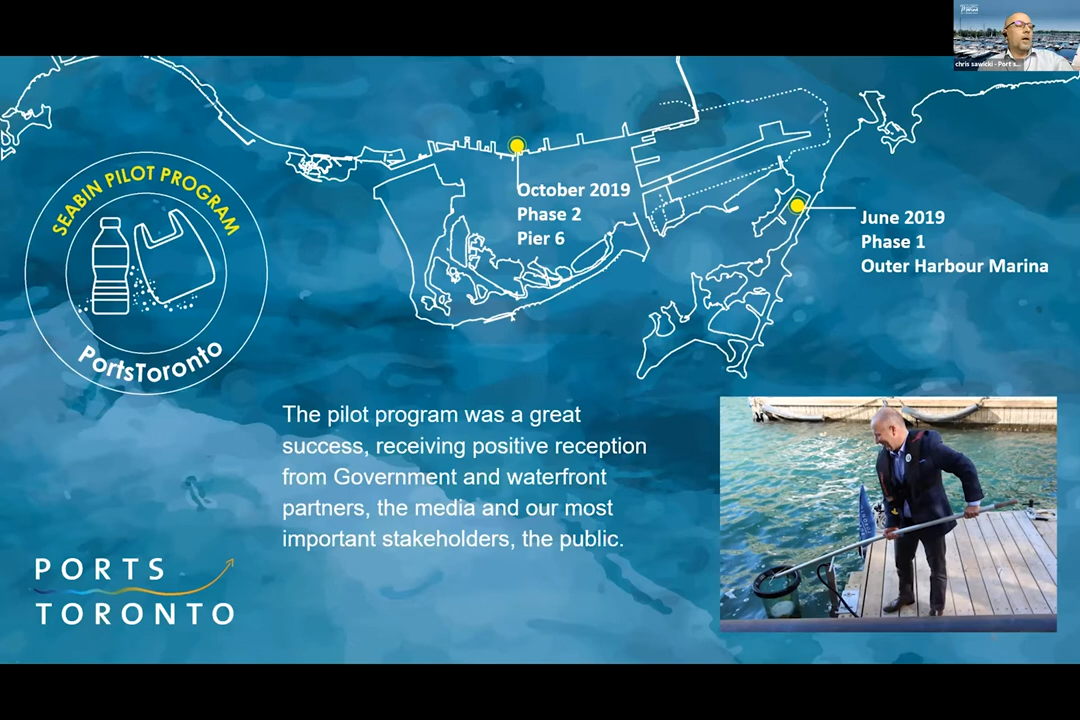 chris sawicki - Port s...
SEABIN PILOT PROGRAM
PortsToronto
October 2019
Phase 2
Pier 6
June 2019
Phase 1
Outer Harbour Marina
The pilot program was a great
success, receiving positive reception
from Government and waterfront
partners, the media and our most
important stakeholders, the public.
PORTS
TORONTO